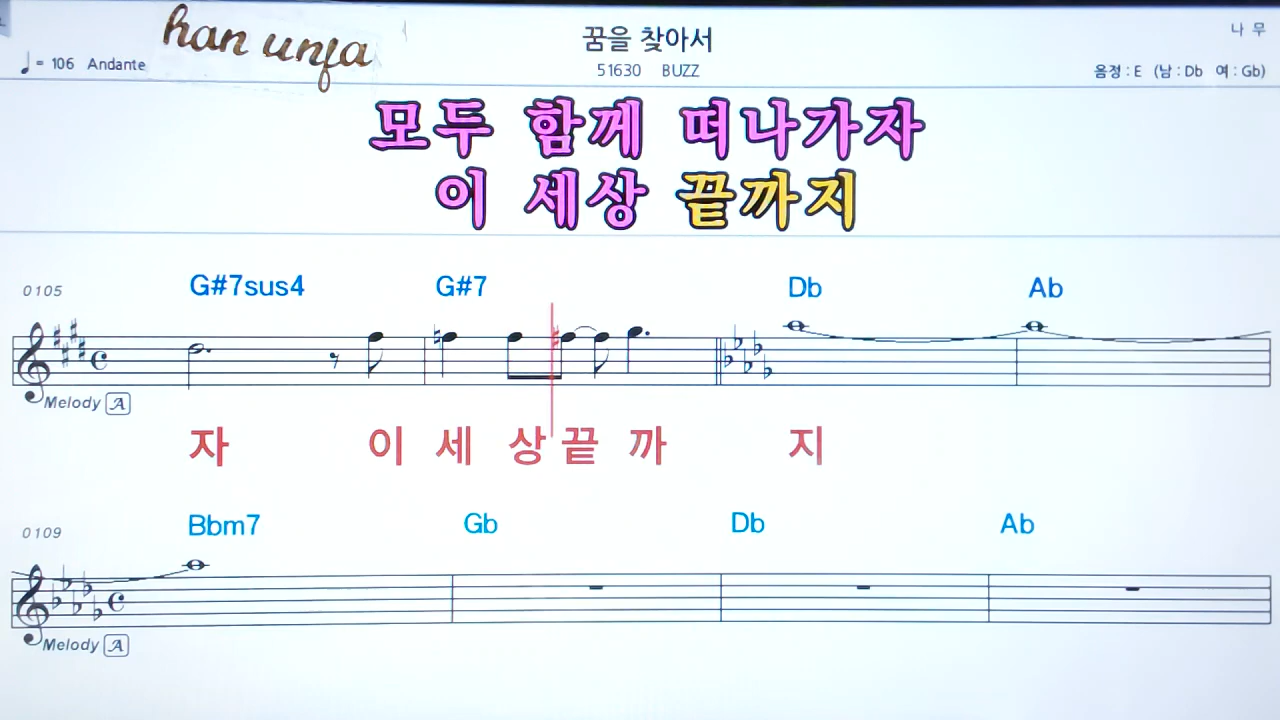 han unfa
꿈을 찾아서
나 무
♩= 106 Andante
51630 BUZZ
음정 : E (남 : Db 여 : Gb)
모두 함께 떠나가자
이 세상 끝까지
0105 G#7sus4 G#7 Db Ab
Melody A
자 이 세 상 끝 까 지
0109 Bbm7 Gb Db Ab
Melody A